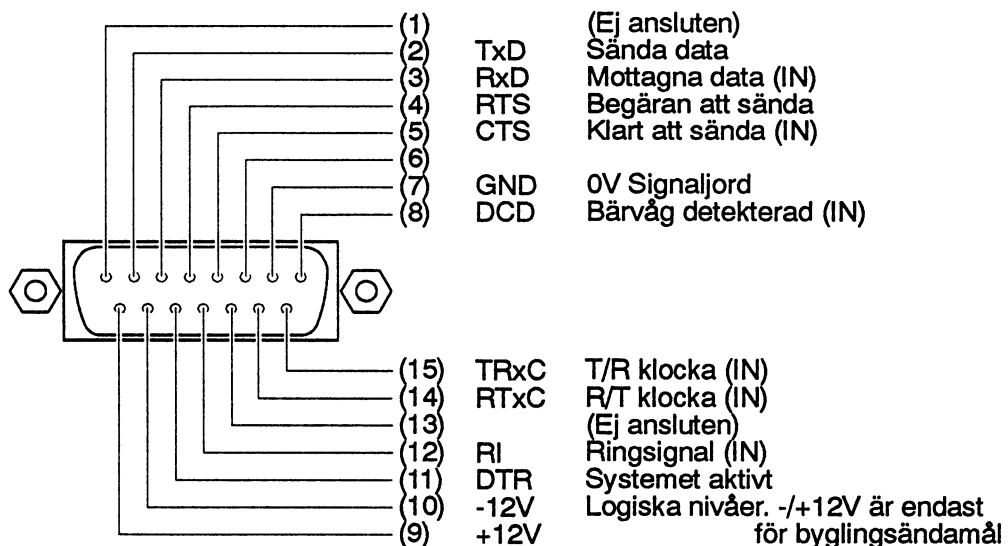 (1) (Ej ansluten)
(2) TxD Sända data
(3) RxD Mottagna data (IN)
(4) RTS Begäran att sända
(5) CTS Klart att sända (IN)
(6)
(7) GND 0V Signaljord
(8) DCD Bärvåg detekterad (IN)
(15) TRxC T/R klocka (IN)
(14) RTxC R/T klocka (IN)
(13) (Ej ansluten)
(12) RI Ringsignal (IN)
(11) DTR Systemet aktivt
(10) -12V Logiska nivåer. -/+12V är endast
(9) +12V för byglingsändamål